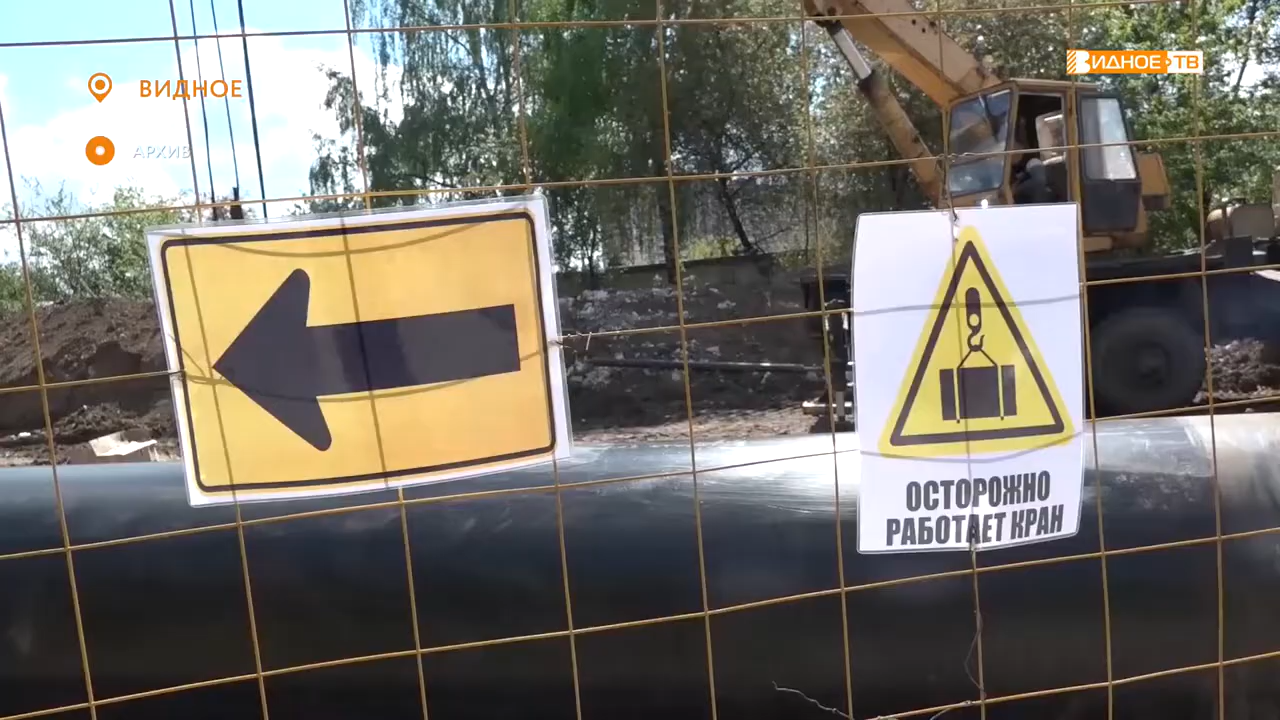 ВИДНОЕ
ВИДНОЕ ТВ
АРХИВ
ОСТОРОЖНО
РАБОТАЕТ КРАН